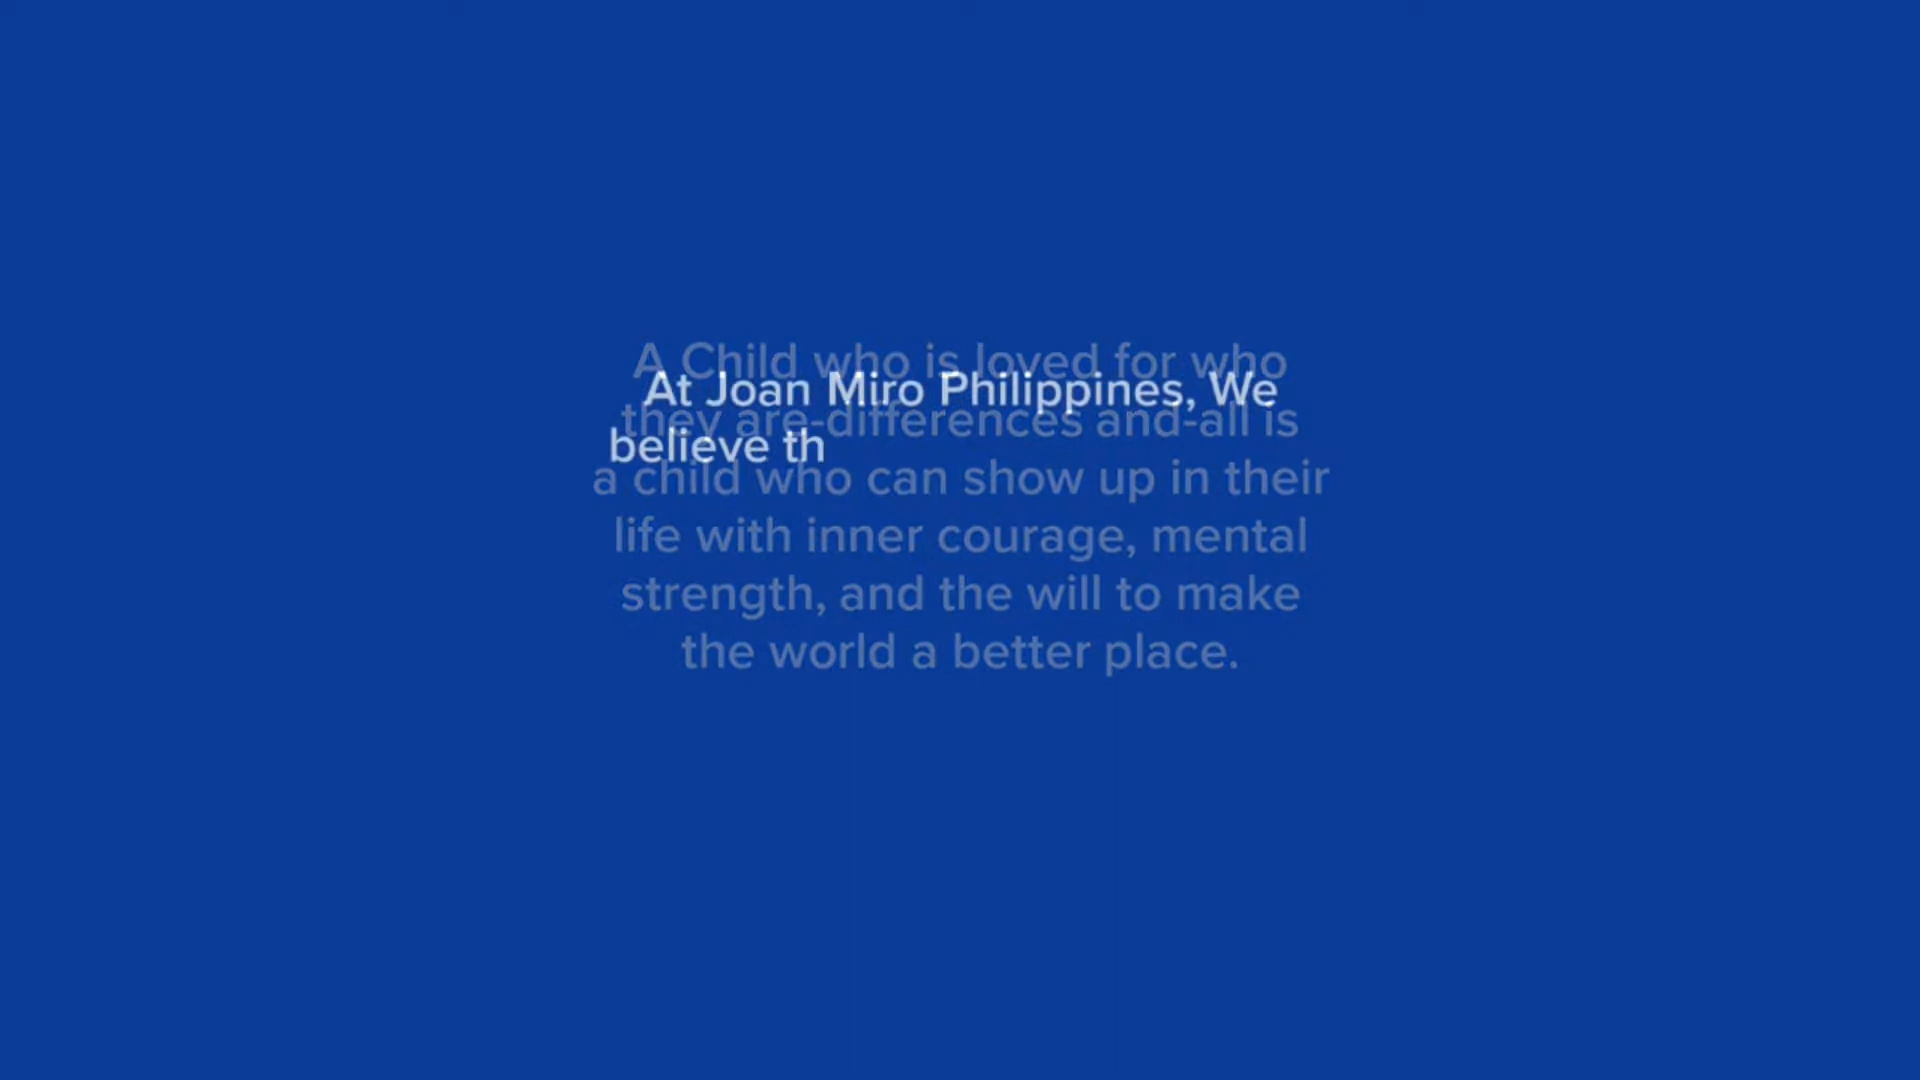 A Child who is loved for who
they are-differences and-all is
a child who can show up in their
life with inner courage, mental
strength, and the will to make
the world a better place.
At Joan Miro Philippines, We
believe th